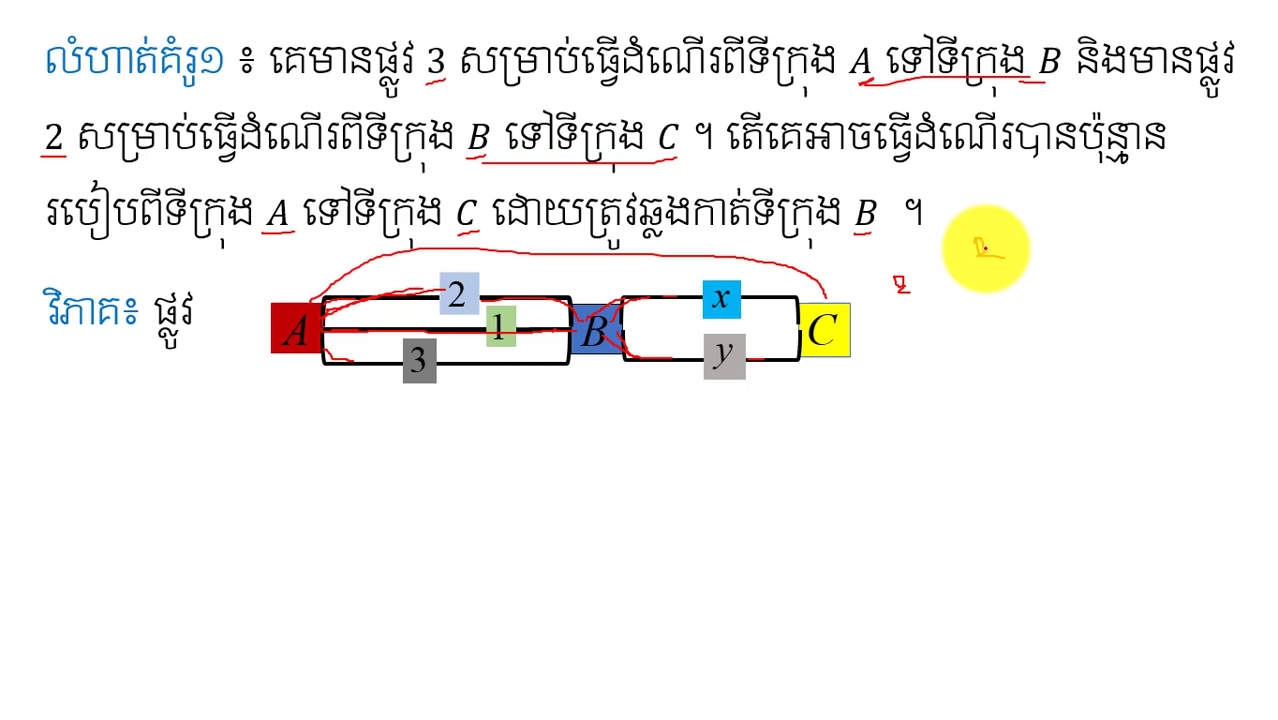 លំហាត់គំរូ១ ៖ គេមានផ្លូវ 3 សម្រាប់ធ្វើដំណើរពីទីក្រុង A ទៅទីក្រុង B និងមានផ្លូវ
2 សម្រាប់ធ្វើដំណើរពីទីក្រុង B ទៅទីក្រុង C ។ តើគេអាចធ្វើដំណើរបានប៉ុន្មាន
របៀបពីទីក្រុង A ទៅទីក្រុង C ដោយត្រូវឆ្លងកាត់ទីក្រុង B ។
វិភាគ៖ ផ្លូវ
A 2 1 3 B x y C